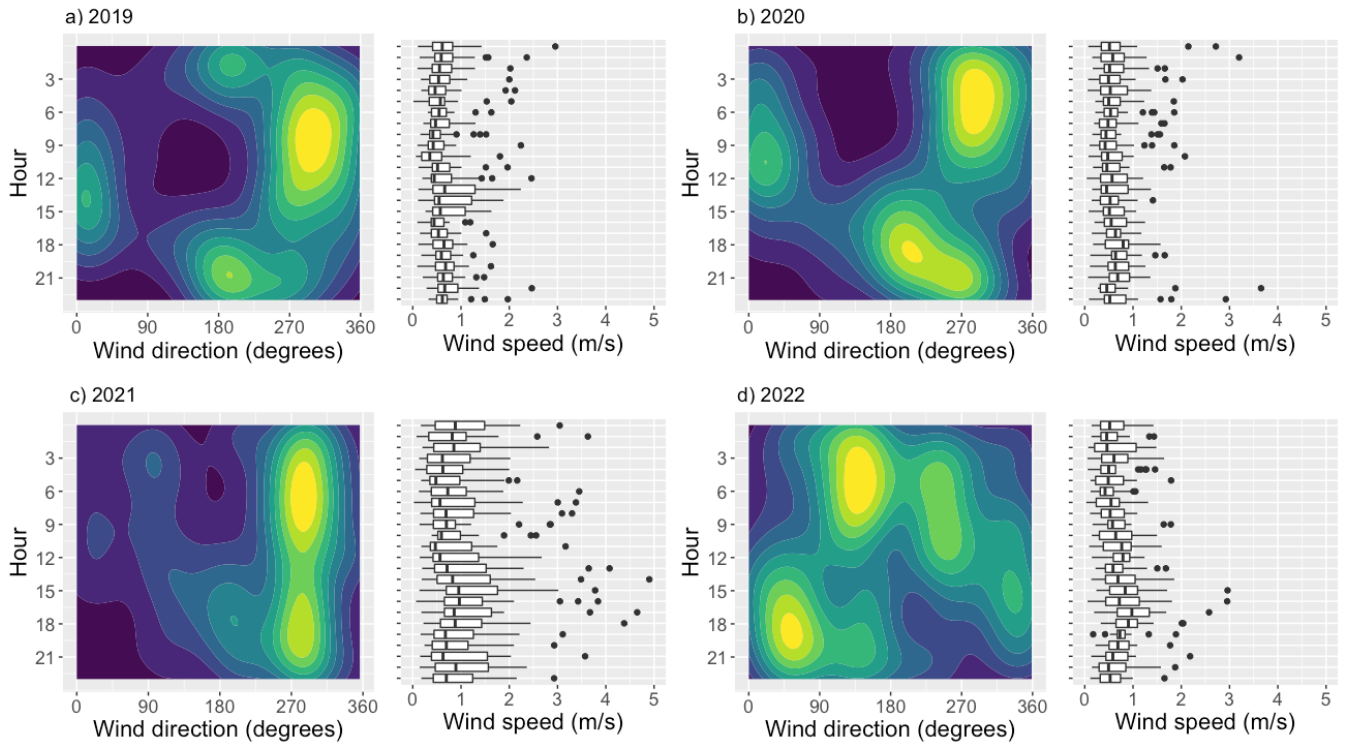 a) 2019
b) 2020
Hour
3
6
9
12
15
18
21
0 90 180 270 360
Wind direction (degrees)
0 1 2 3 4 5
Wind speed (m/s)
Hour
3
6
9
12
15
18
21
0 90 180 270 360
Wind direction (degrees)
0 1 2 3 4 5
Wind speed (m/s)
c) 2021
d) 2022
Hour
3
6
9
12
15
18
21
0 90 180 270 360
Wind direction (degrees)
0 1 2 3 4 5
Wind speed (m/s)
Hour
3
6
9
12
15
18
21
0 90 180 270 360
Wind direction (degrees)
0 1 2 3 4 5
Wind speed (m/s)